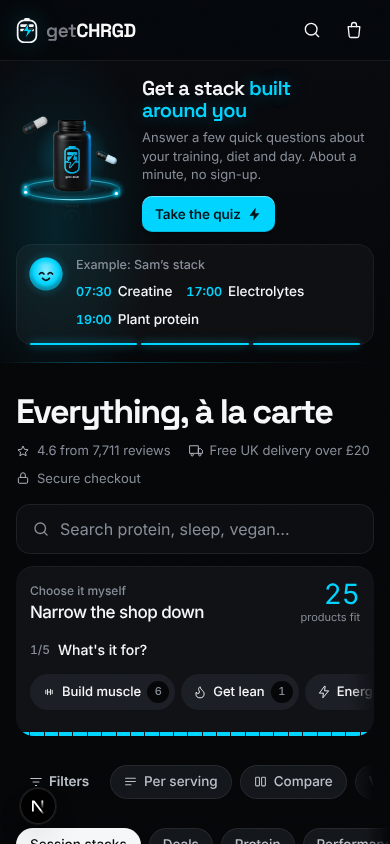 getCHRGD
Get a stack built
around you
Answer a few quick questions about
your training, diet and day. About a
minute, no sign-up.
Take the quiz
Example: Sam's stack
07:30 Creatine 17:00 Electrolytes
19:00 Plant protein
Everything, à la carte
4.6 from 7,711 reviews Free UK delivery over £20
Secure checkout
Search protein, sleep, vegan...
Choose it myself
25
Narrow the shop down
products fit
1/5 What's it for?
Build muscle 6 Get lean 1
Filters Per serving Compare
N
Session stacks Deals Protein